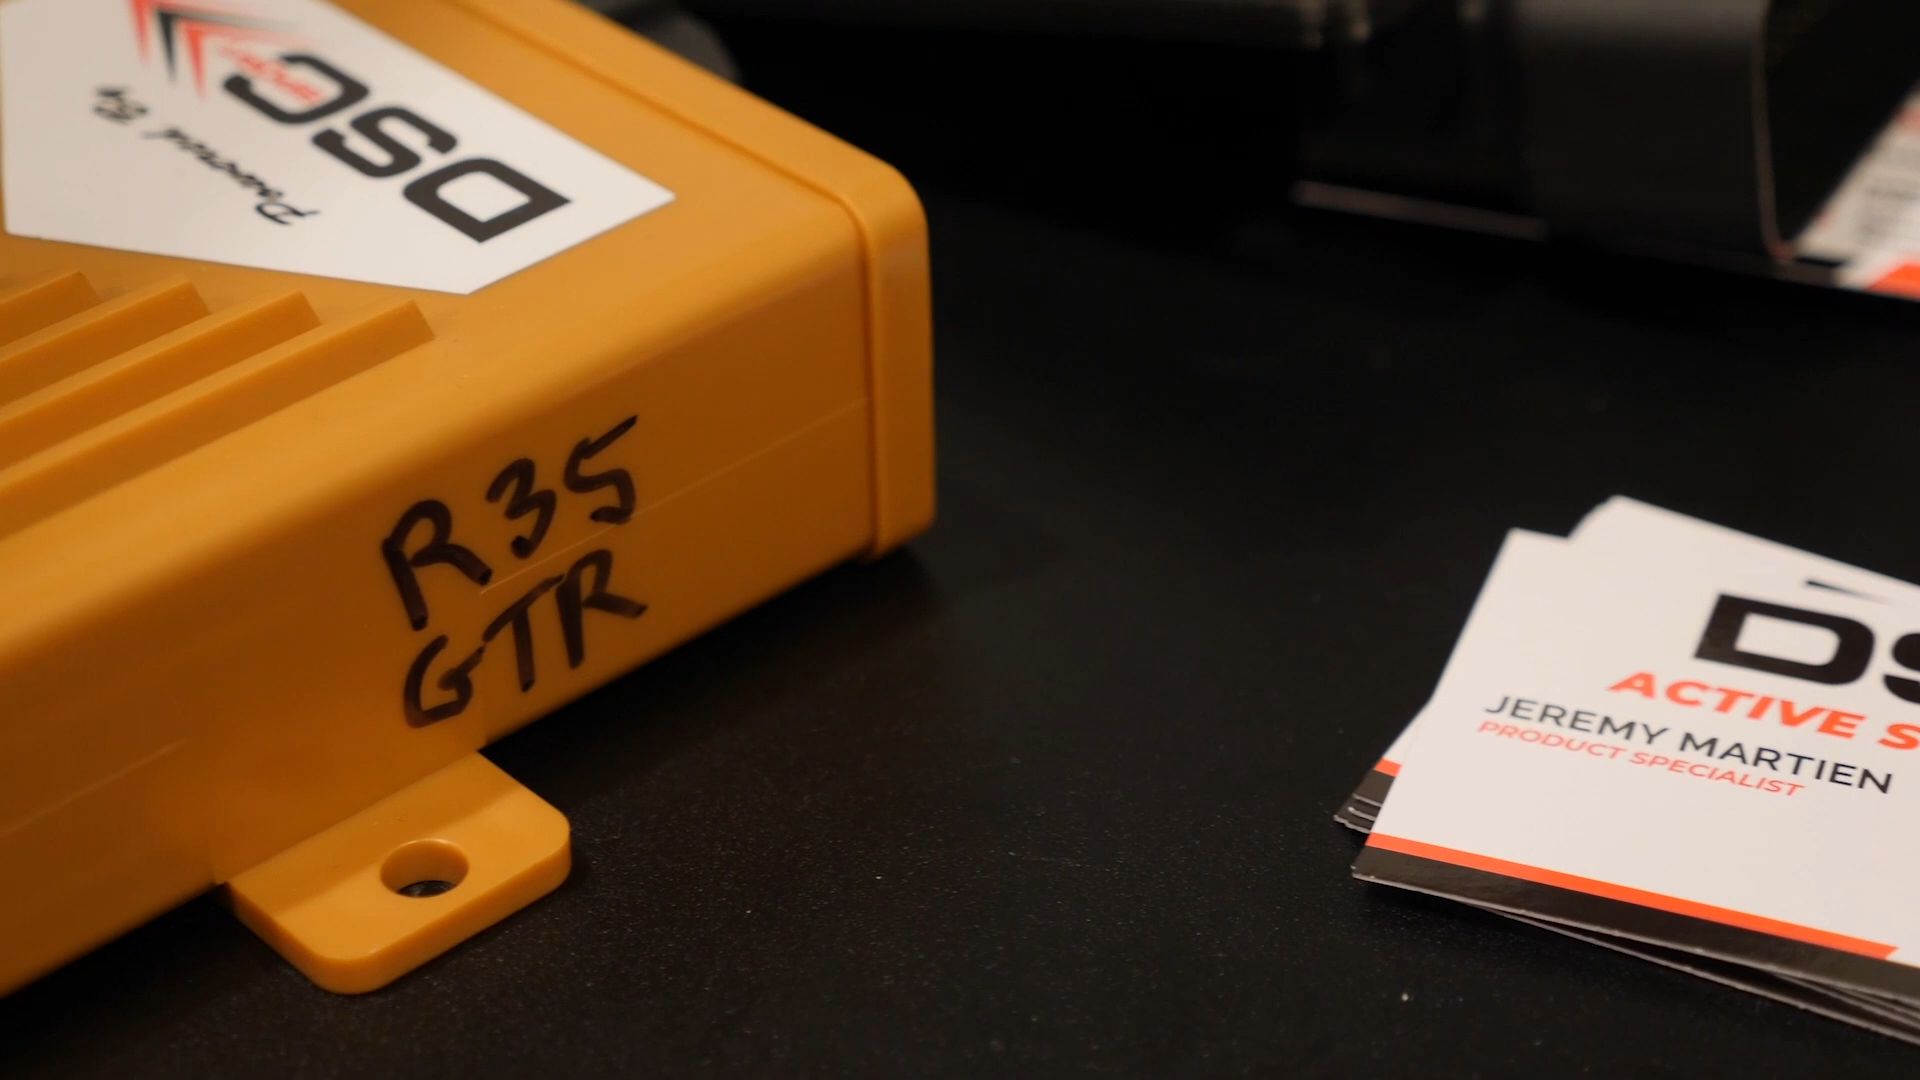 Powered By
DSC
R35
GTR
DS
ACTIVE S
JEREMY MARTIEN
PRODUCT SPECIALIST